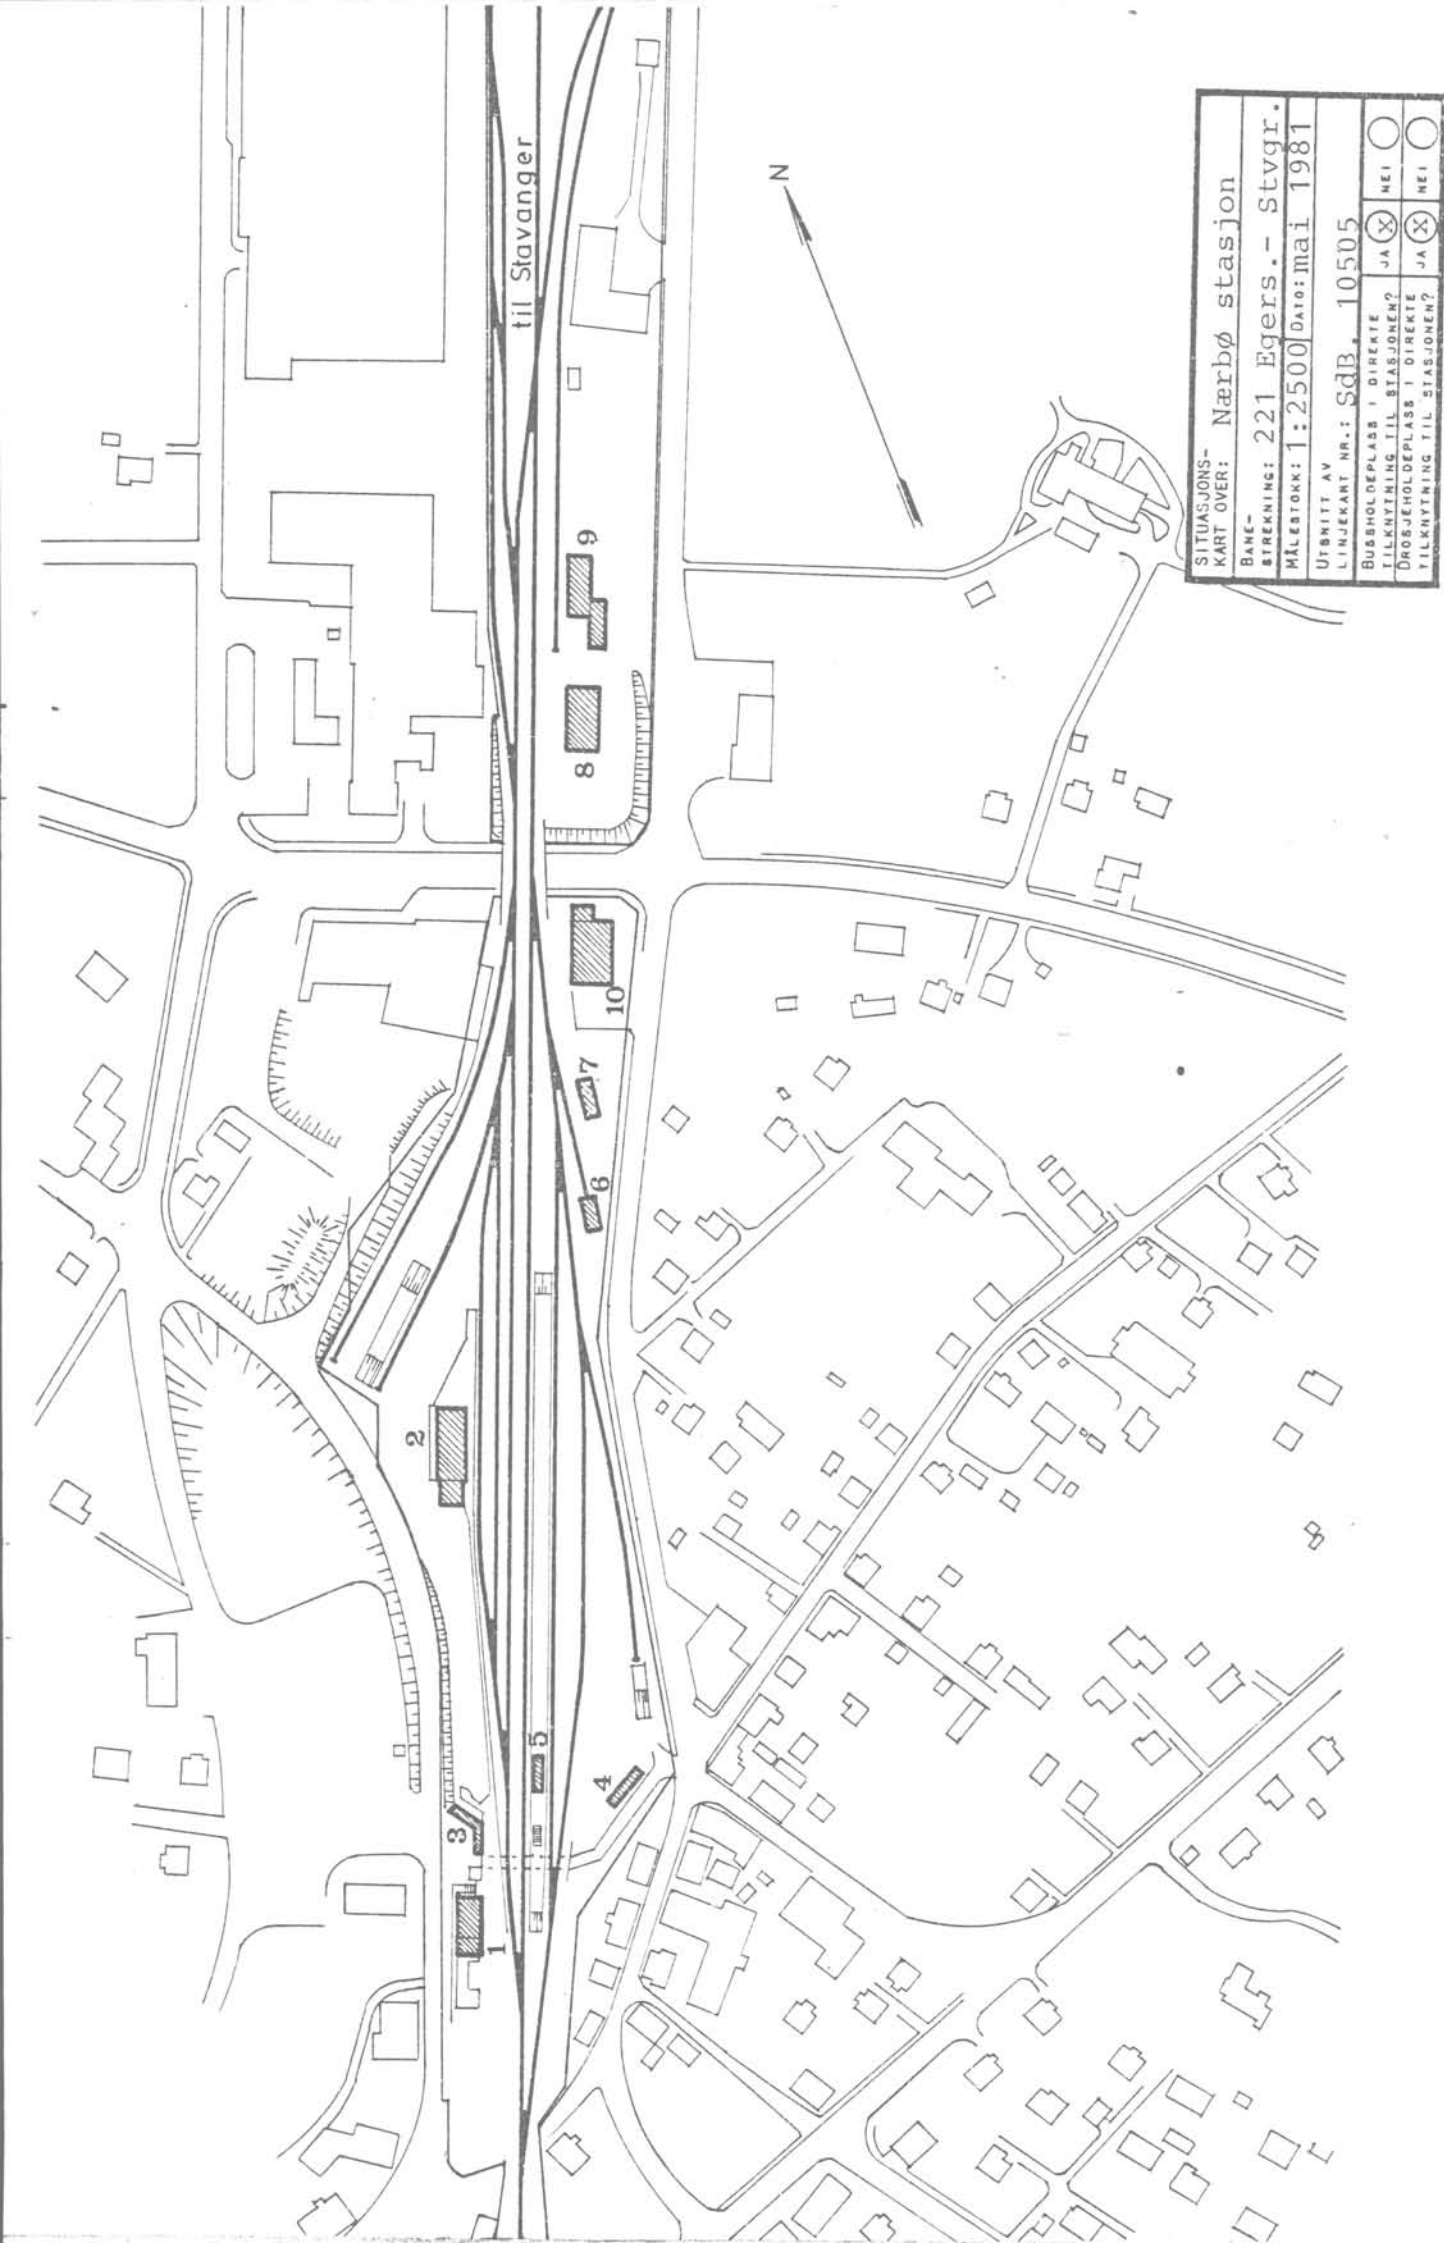 til Stavanger
N
9
8
10
7
6
2
5
4
3
1
SITUASJONS-
KART OVER: Nærbø stasjon
BANE-
STREKNING: 221 Egers.- Stvgr.
MÅLESTOKK: 1:2500 DATO: mai 1981
UTSNITT AV
LINJEKART NR.: SdB. 10505
BUSSHOLDEPLASS I DIREKTE
TILKNYTNING TIL STASJONEN? JA X NEI
DROSJEHOLDEPLASS I DIREKTE
TILKNYTNING TIL STASJONEN? JA X NEI